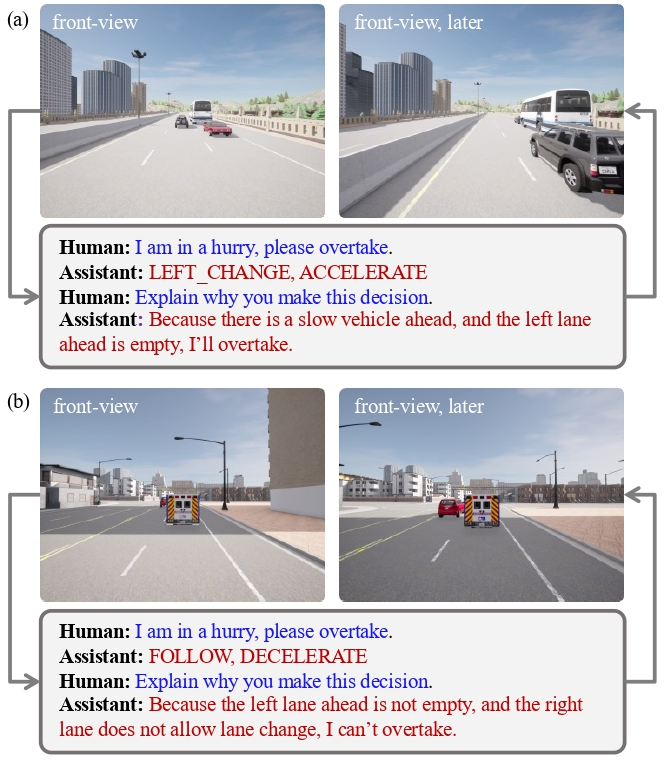 (a)
front-view
front-view, later
Human: I am in a hurry, please overtake.
Assistant: LEFT_CHANGE, ACCELERATE
Human: Explain why you make this decision.
Assistant: Because there is a slow vehicle ahead, and the left lane
ahead is empty, I’ll overtake.
(b)
front-view
front-view, later
Human: I am in a hurry, please overtake.
Assistant: FOLLOW, DECELERATE
Human: Explain why you make this decision.
Assistant: Because the left lane ahead is not empty, and the right
lane does not allow lane change, I can’t overtake.